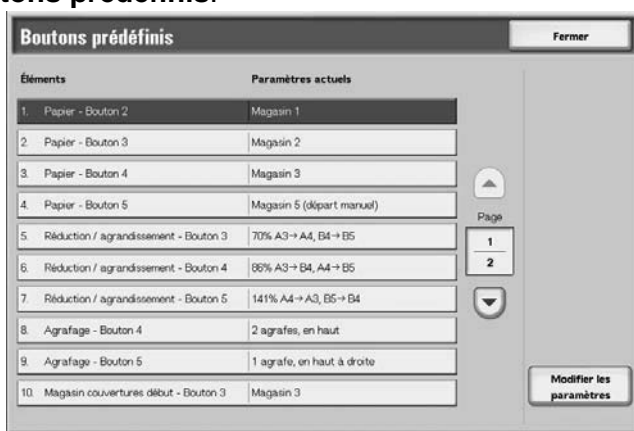 tons prédéfinis.
Boutons prédéfinis
Fermer
Éléments Paramètres actuels
1. Papier - Bouton 2 Magasin 1
2. Papier - Bouton 3 Magasin 2
3. Papier - Bouton 4 Magasin 3
4. Papier - Bouton 5 Magasin 5 (départ manuel)
5. Réduction / agrandissement - Bouton 3 70% A3→A4, B4→B5
6. Réduction / agrandissement - Bouton 4 86% A3→B4, A4→B5
7. Réduction / agrandissement - Bouton 5 141% A4→A3, B5→B4
8. Agrafage - Bouton 4 2 agrafes, en haut
9. Agrafage - Bouton 5 1 agrafe, en haut à droite
10. Magasin couvertures début - Bouton 3 Magasin 3
Page
1
2
Modifier les
paramètres